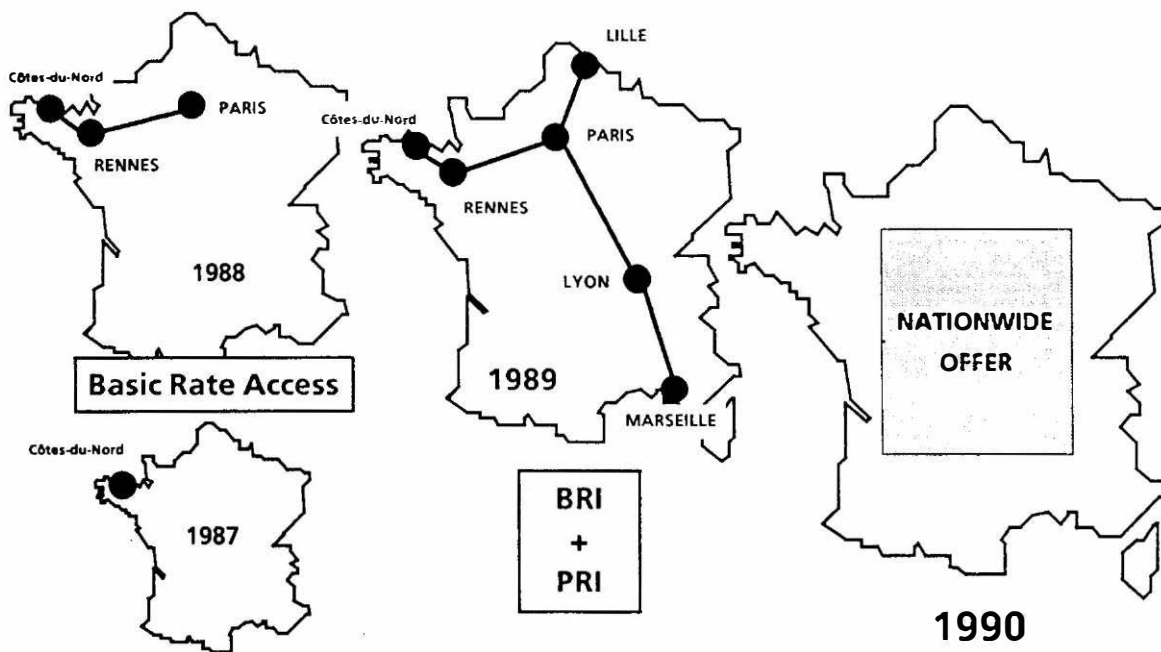 Côtes-du-Nord
PARIS
RENNES
1988
Basic Rate Access
Côtes-du-Nord
1987
LILLE
Côtes-du-Nord
PARIS
RENNES
LYON
1989
MARSEILLE
BRI
+
PRI
NATIONWIDE
OFFER
1990